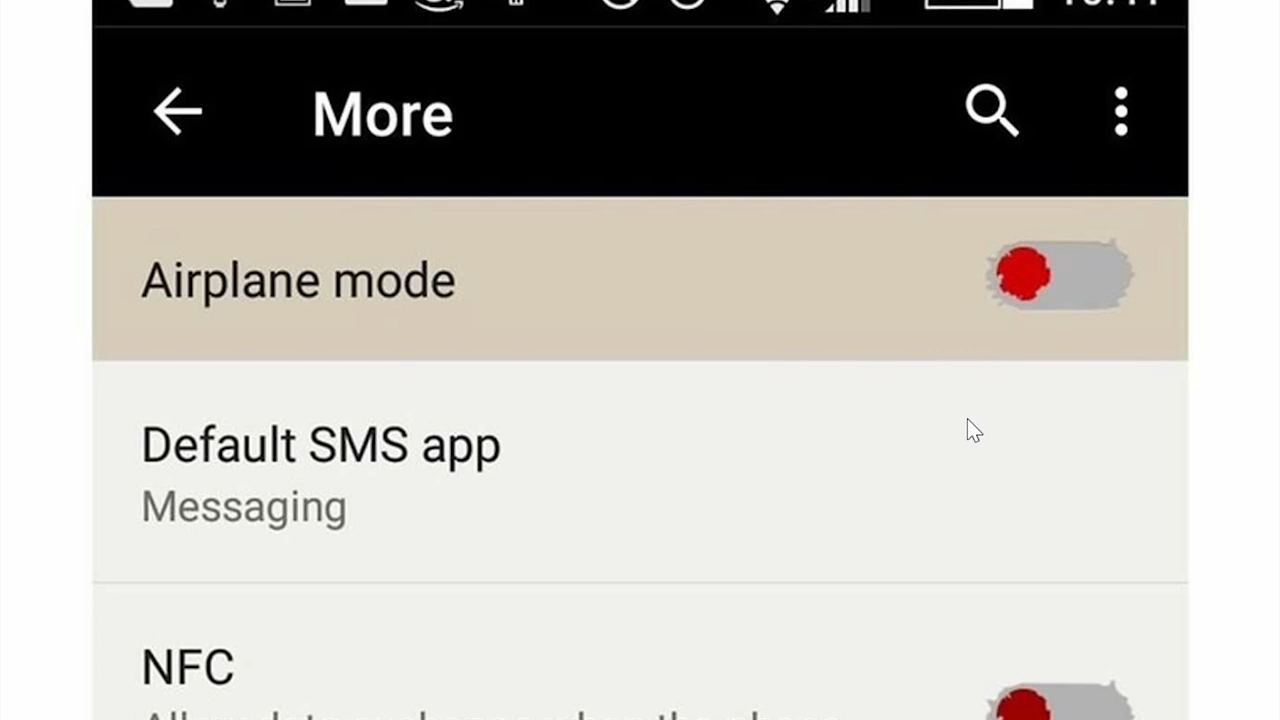 More
Airplane mode
Default SMS app
Messaging
NFC